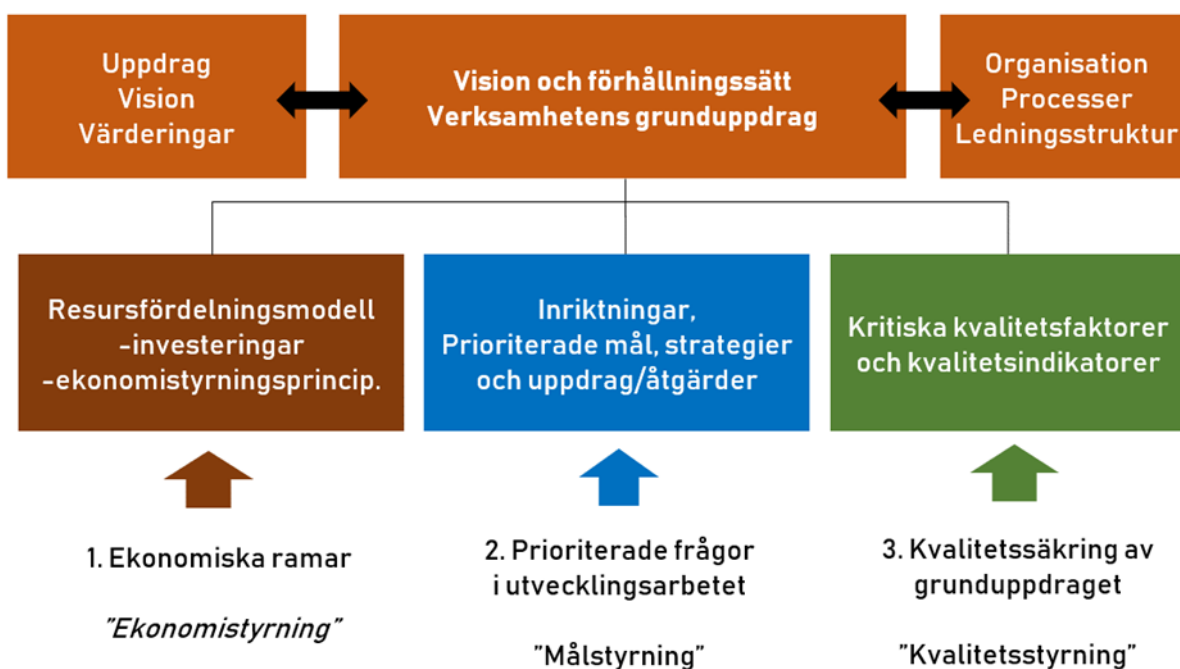 Uppdrag
Vision
Värderingar
Vision och förhållningssätt
Verksamhetens grunduppdrag
Organisation
Processer
Ledningsstruktur
Resursfördelningsmodell
-investeringar
-ekonomistyrningsprincip.
Inriktningar,
Prioriterade mål, strategier
och uppdrag/åtgärder
Kritiska kvalitetsfaktorer
och kvalitetsindikatorer
1. Ekonomiska ramar
”Ekonomistyrning”
2. Prioriterade frågor
i utvecklingsarbetet
”Målstyrning”
3. Kvalitetssäkring av
grunduppdraget
”Kvalitetsstyrning”